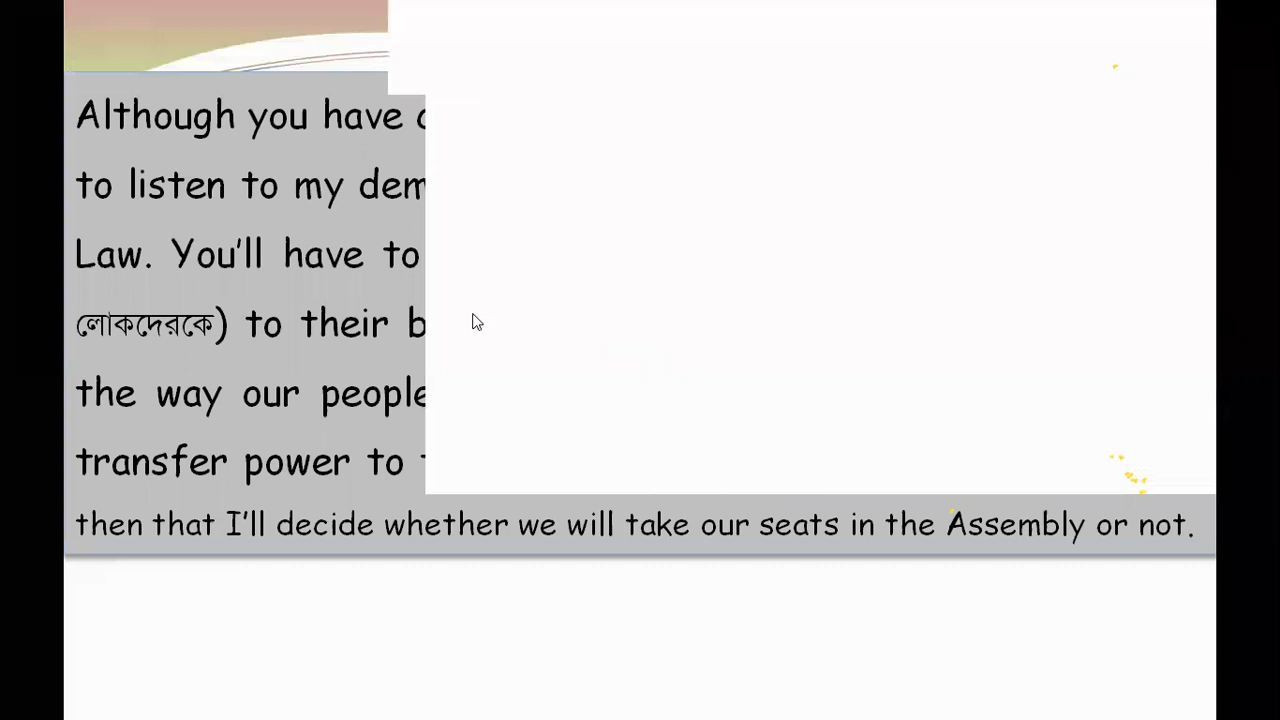 Although you have
to listen to my
Law. You'll have to
লোকদেরকে) to their
the way our people
transfer power to
then that I'll decide whether we will take our seats in the Assembly or not.